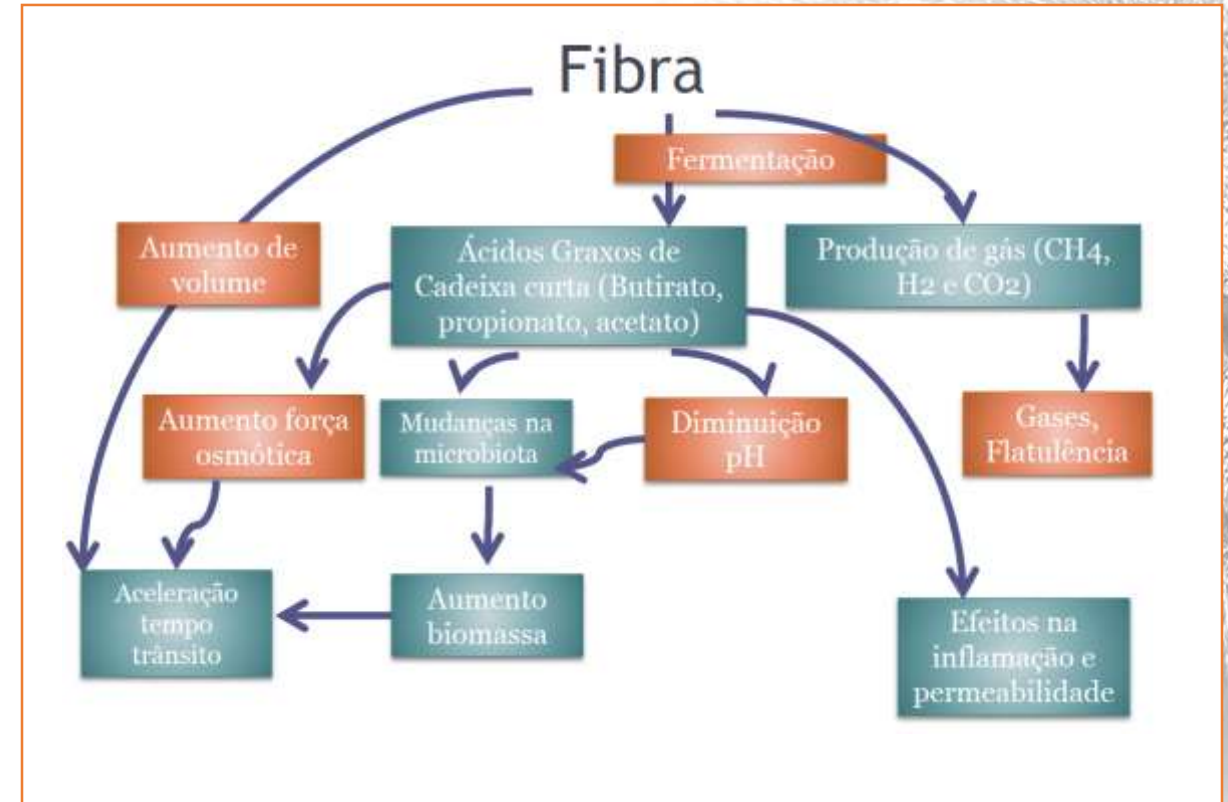 Fibra
Fermentação
Aumento de
volume
Ácidos Graxos de
Cadeixa curta (Butirato,
propionato, acetato)
Produção de gás (CH4,
H2 e CO2)
Aumento força
osmôtica
Mudanças na
microbiota
Diminuição
pH
Gases,
Flatulência
Aceleração
tempo
trânsito
Aumento
biomassa
Efeitos na
inflamação e
permeabilidade